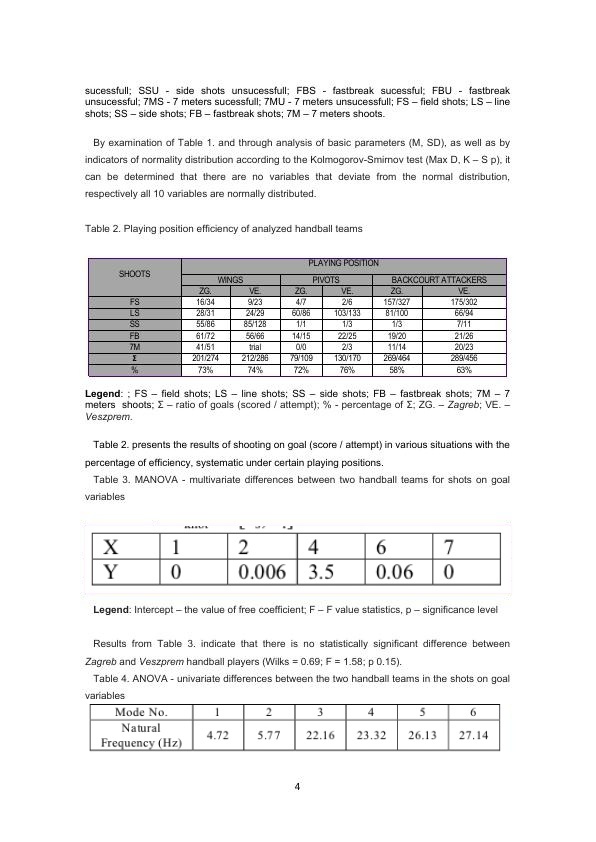 sucessfull; SSU - side shots unsucessfull; FBS - fastbreak sucessful; FBU - fastbreak
unsucessful; 7MS - 7 meters sucessfull; 7MU - 7 meters unsucessfull; FS – field shots; LS – line
shots; SS – side shots; FB – fastbreak shots; 7M – 7 meters shoots.
By examination of Table 1. and through analysis of basic parameters (M, SD), as well as by
indicators of normality distribution according to the Kolmogorov-Smirnov test (Max D, K – S p), it
can be determined that there are no variables that deviate from the normal distribution,
respectively all 10 variables are normally distributed.
Table 2. Playing position efficiency of analyzed handball teams
SHOOTS PLAYING POSITION
WINGS PIVOTS BACKCOURT ATTACKERS
ZG. VE. ZG. VE. ZG. VE.
FS 16/34 9/23 4/7 2/6 157/327 175/302
LS 28/31 24/29 60/86 103/133 81/100 66/94
SS 55/86 85/128 1/1 1/3 1/3 7/11
FB 61/72 56/66 14/15 22/25 19/20 21/26
7M 41/51 trial 0/0 2/3 11/14 20/23
Σ 201/274 212/286 79/109 130/170 269/464 289/456
% 73% 74% 72% 76% 58% 63%
Legend: ; FS – field shots; LS – line shots; SS – side shots; FB – fastbreak shots; 7M – 7
meters shoots; Σ – ratio of goals (scored / attempt); % - percentage of Σ; ZG. – Zagreb; VE. –
Veszprem.
Table 2. presents the results of shooting on goal (score / attempt) in various situations with the
percentage of efficiency, systematic under certain playing positions.
Table 3. MANOVA - multivariate differences between two handball teams for shots on goal
variables
X 1 2 4 6 7
Y 0 0.006 3.5 0.06 0
Legend: Intercept – the value of free coefficient; F – F value statistics, p – significance level
Results from Table 3. indicate that there is no statistically significant difference between
Zagreb and Veszprem handball players (Wilks = 0.69; F = 1.58; p 0.15).
Table 4. ANOVA - univariate differences between the two handball teams in the shots on goal
variables
Mode No. 1 2 3 4 5 6
Natural
Frequency (Hz) 4.72 5.77 22.16 23.32 26.13 27.14
4